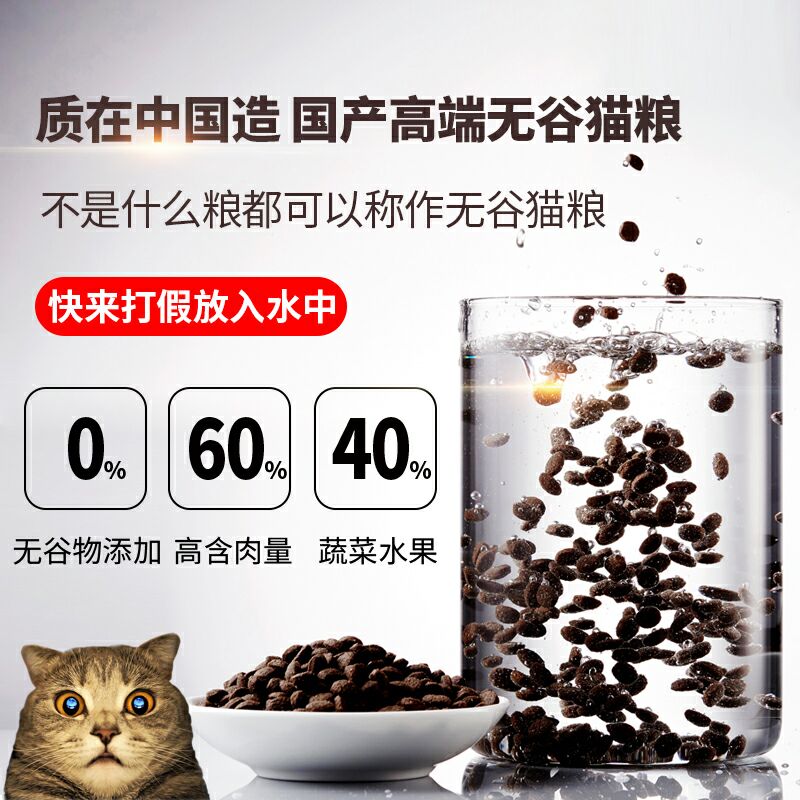 质在中国造 国产高端无谷猫粮
不是什么粮都可以称作无谷猫粮
快来打假放入水中
0% 60% 40%
无谷物添加 高含肉量 蔬菜水果